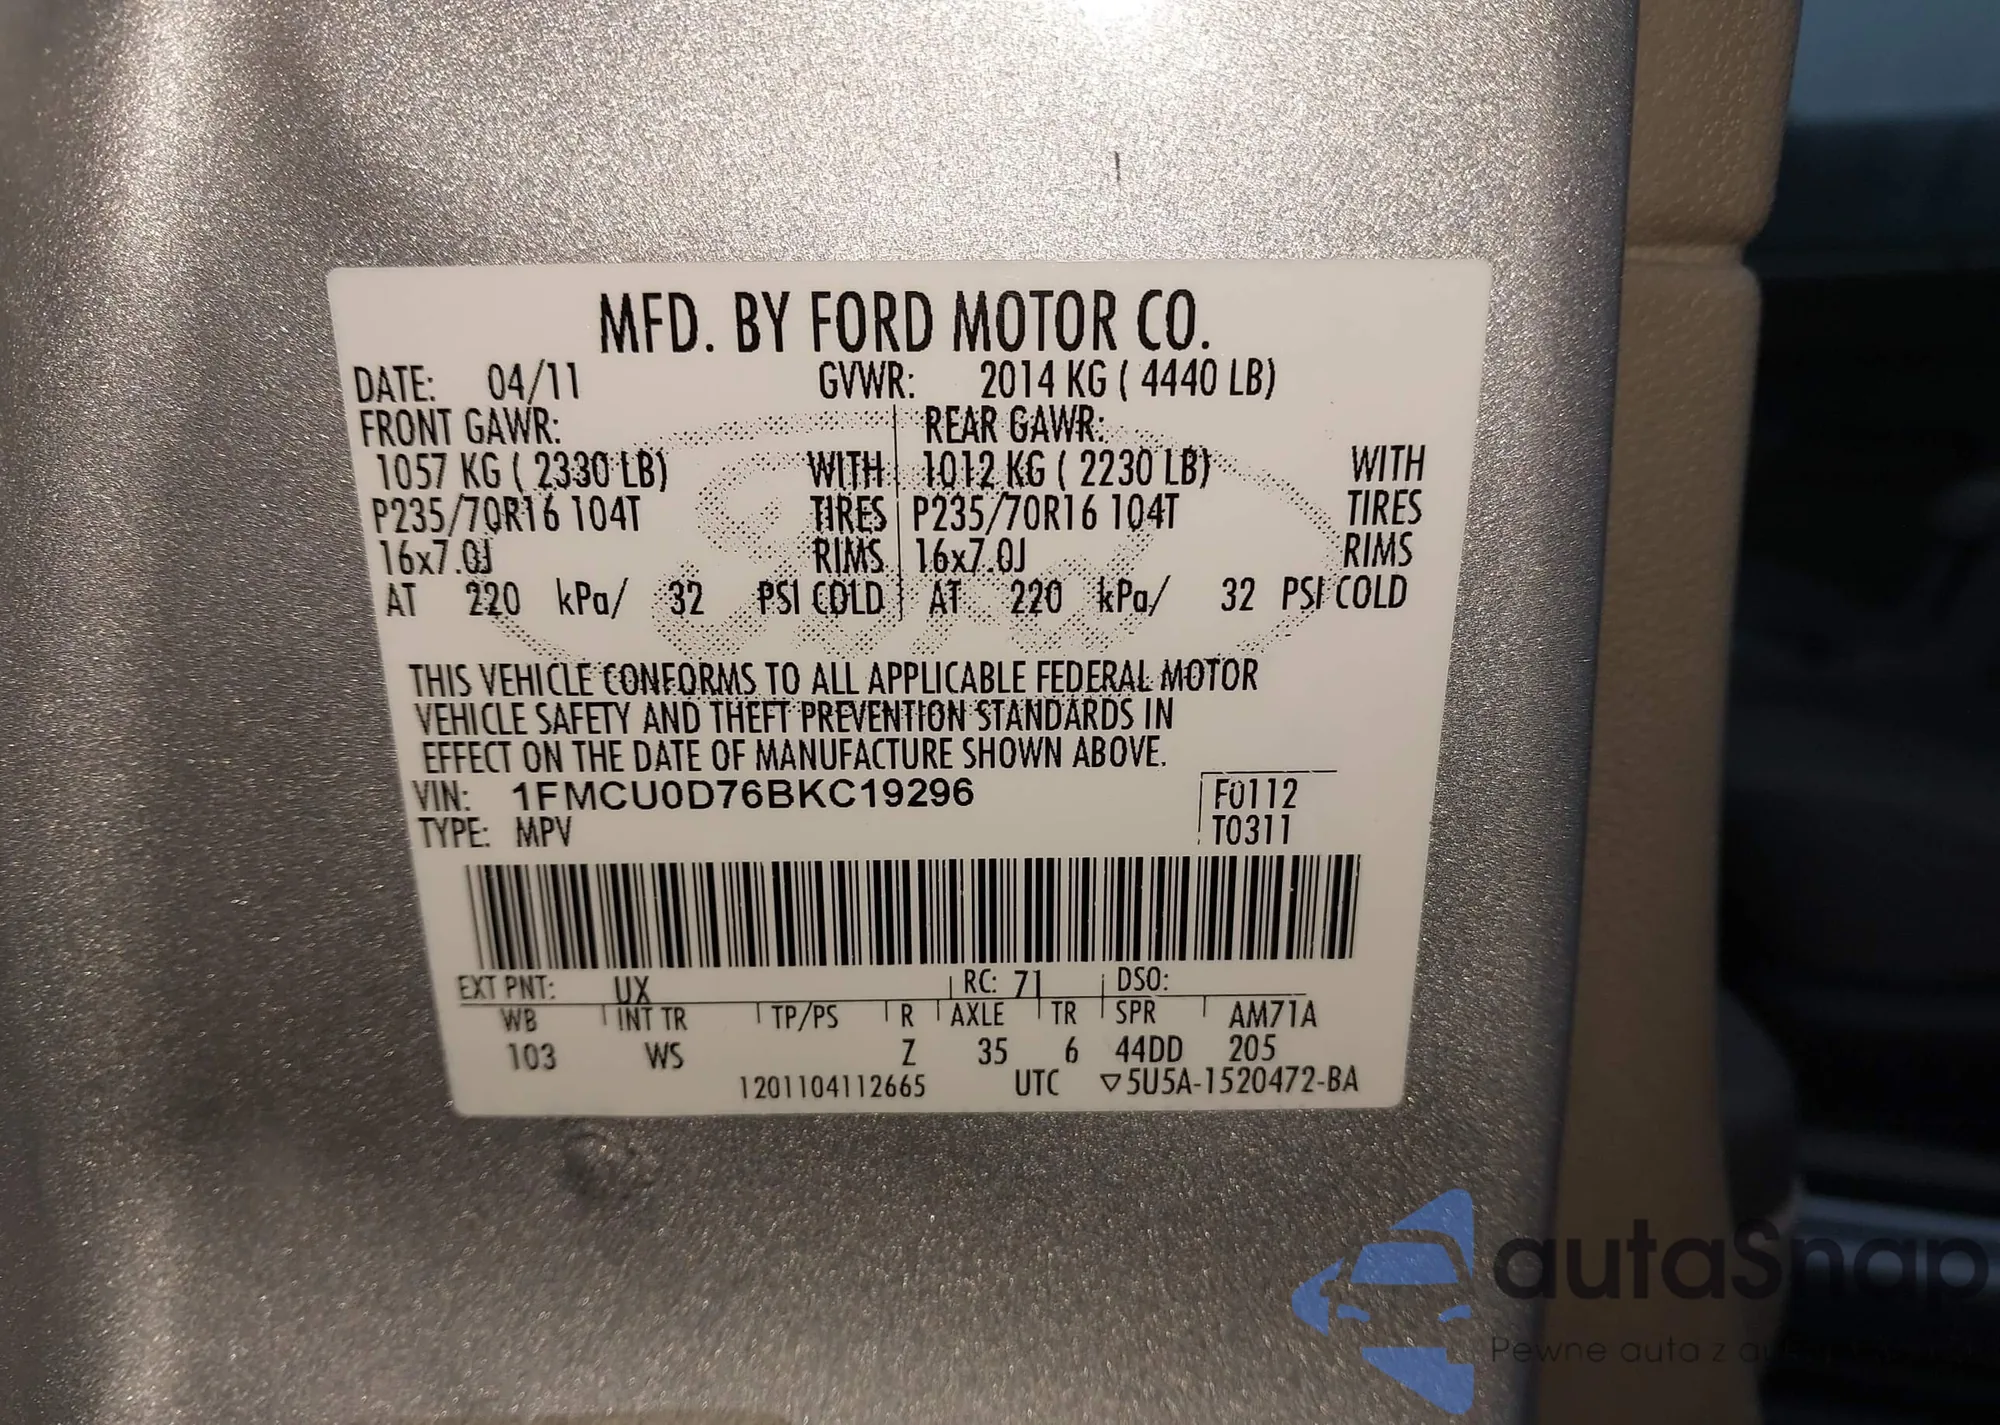 MFD. BY FORD MOTOR CO.
DATE: 04/11 GVWR: 2014 KG ( 4440 LB)
FRONT GAWR: REAR GAWR:
1057 KG ( 2330 LB) WITH 1012 KG ( 2230 LB) WITH
P235/70R16 104T TIRES P235/70R16 104T TIRES
16x7.0J RIMS 16x7.0J RIMS
AT 220 kPa/ 32 PSI COLD AT 220 kPa/ 32 PSI COLD
THIS VEHICLE CONFORMS TO ALL APPLICABLE FEDERAL MOTOR
VEHICLE SAFETY AND THEFT PREVENTION STANDARDS IN
EFFECT ON THE DATE OF MANUFACTURE SHOWN ABOVE.
VIN: 1FMCU0D76BKC19296 F0112
TYPE: MPV T0311
EXT PNT: UX RC: 71 DSO:
WB INT TR TP/PS R AXLE TR SPR AM71A
103 WS Z 35 6 44DD 205
1201104112665 UTC ▽5U5A-1520472-BA
autaSnap
Pewne auta z